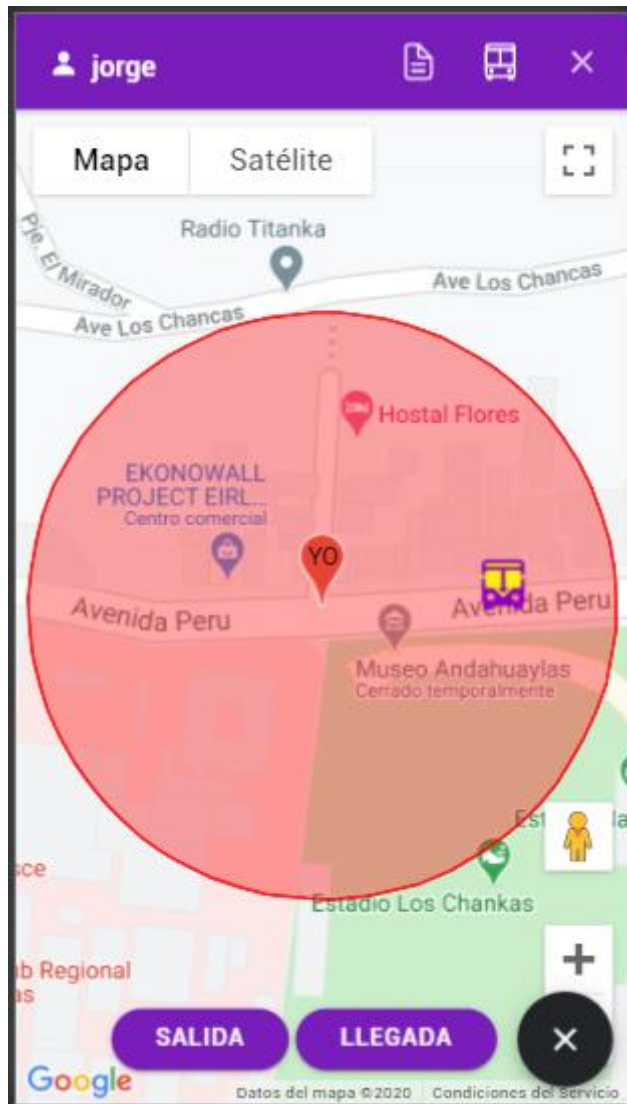 jorge
Mapa
Satélite
Radio Titanka
Pje. El Mirador
Ave Los Chancas
Ave Los Chancas
Hostal Flores
EKONOWALL
PROJECT EIRL...
Centro comercial
YO
Avenida Peru
Avenida Peru
Museo Andahuaylas
Cerrado temporalmente
Estadio Los Chankas
b Regional
SALIDA
LLEGADA
Google
Datos del mapa ©2020
Condiciones del Servicio